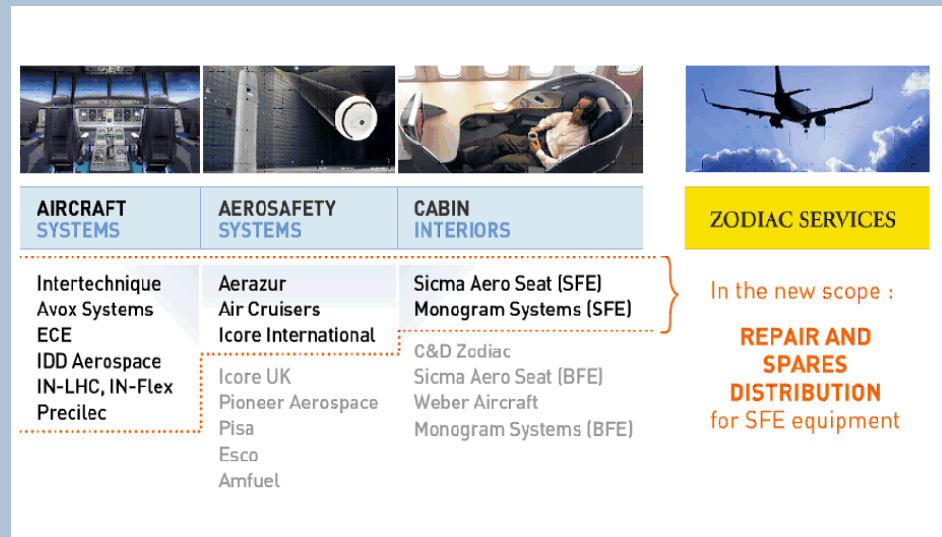 AIRCRAFT
SYSTEMS
Intertechnique
Avox Systems
ECE
IDD Aerospace
IN-LHC, IN-Flex
Precilec
AEROSAFETY
SYSTEMS
Aerazur
Air Cruisers
Icore International
Icore UK
Pioneer Aerospace
Pisa
Esco
Amfuel
CABIN
INTERIORS
Sicma Aero Seat (SFE)
Monogram Systems (SFE)
C&D Zodiac
Sicma Aero Seat (BFE)
Weber Aircraft
Monogram Systems (BFE)
ZODIAC SERVICES
In the new scope :
REPAIR AND
SPARES
DISTRIBUTION
for SFE equipment